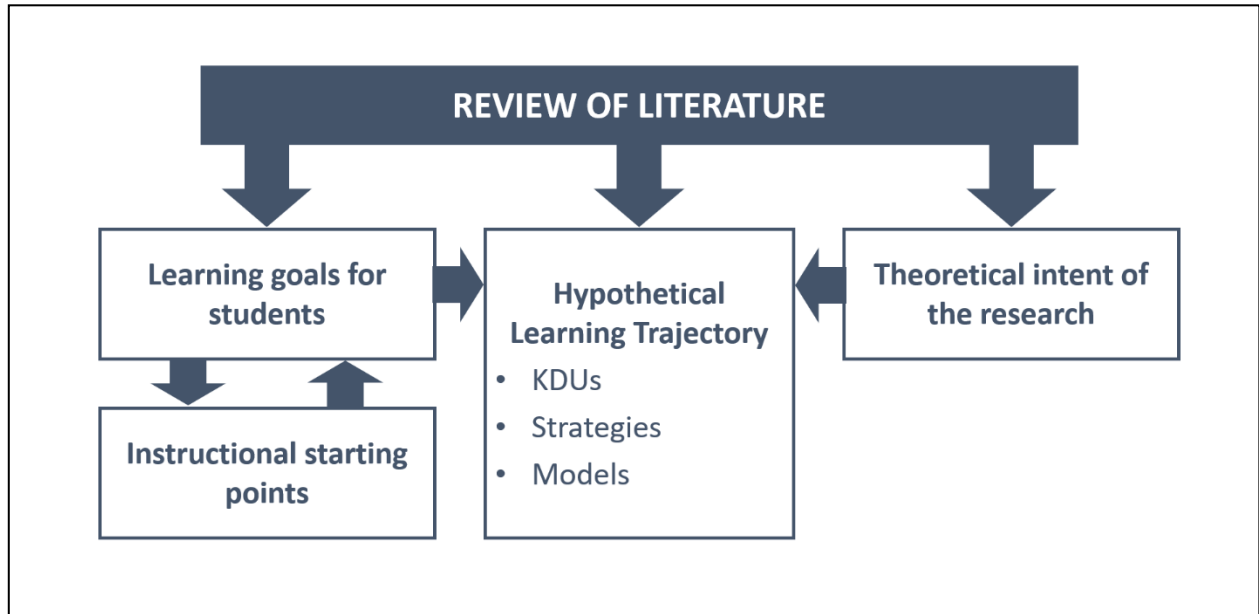 REVIEW OF LITERATURE
Learning goals for
students
Instructional starting
points
Hypothetical
Learning Trajectory
• KDUs
• Strategies
• Models
Theoretical intent of
the research